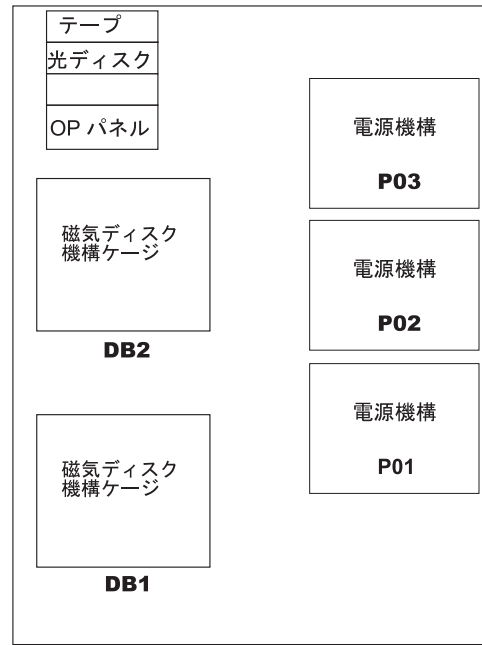 テープ
光ディスク
OP パネル
磁気ディスク
機構ケージ
DB2
磁気ディスク
機構ケージ
DB1
電源機構
P03
電源機構
P02
電源機構
P01